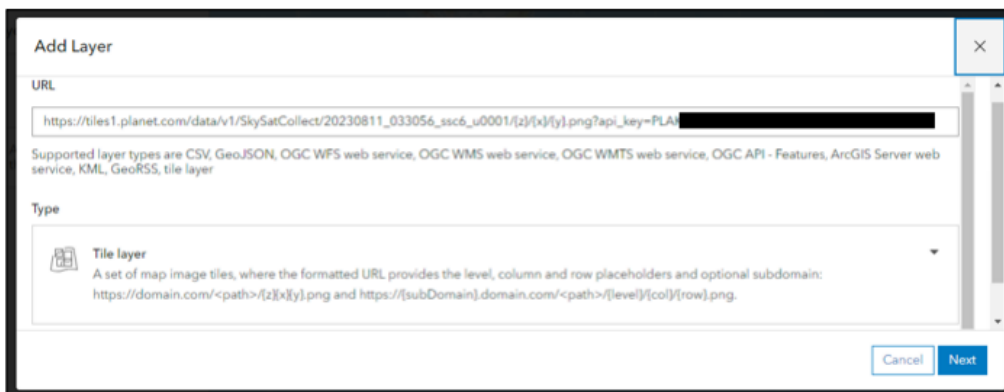 Add Layer
URL
https://tiles1.planet.com/data/v1/SkySatCollect/20230811_033056_ssc6_u0001/{z}/{x}/{y}.png?api_key=PLAK
Supported layer types are CSV, GeoJSON, OGC WFS web service, OGC WMS web service, OGC WMTS web service, OGC API - Features, ArcGIS Server web
service, KML, GeoRSS, tile layer
Type
Tile layer
A set of map image tiles, where the formatted URL provides the level, column and row placeholders and optional subdomain:
https://domain.com/<path>/{z}{x}{y}.png and https://{subDomain}.domain.com/<path>/{level}/{col}/{row}.png.
Cancel Next